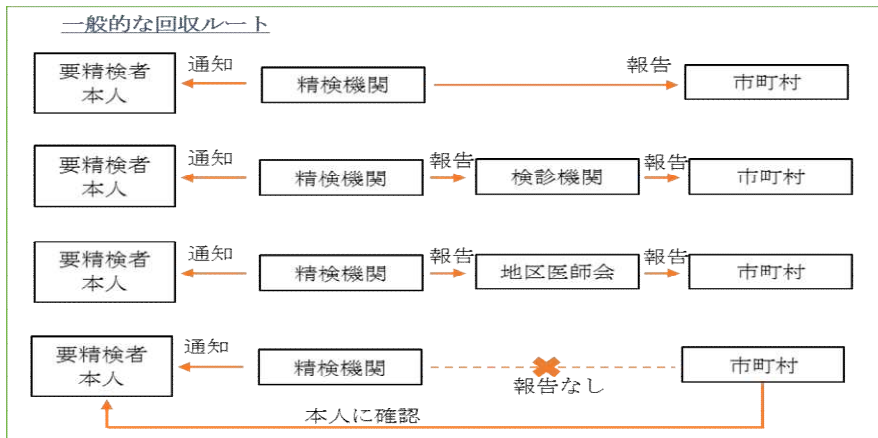 一般的な回収ルート
要精検者
本人
通知
精検機関
報告
市町村
要精検者
本人
通知
精検機関
報告
検診機関
報告
市町村
要精検者
本人
通知
精検機関
報告
地区医師会
報告
市町村
要精検者
本人
通知
精検機関
報告なし
市町村
本人に確認